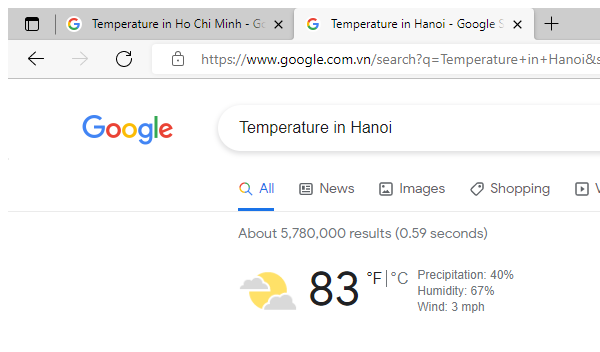 Temperature in Ho Chi Minh - Go
Temperature in Hanoi - Google S
https://www.google.com.vn/search?q=Temperature+in+Hanoi&s
Google
Temperature in Hanoi
All News Images Shopping V
About 5,780,000 results (0.59 seconds)
83 °F | °C
Precipitation: 40%
Humidity: 67%
Wind: 3 mph